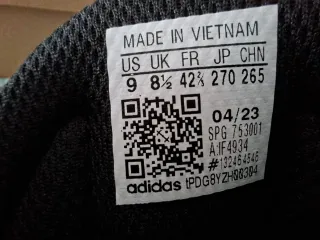 MADE IN VIETNAM
US UK FR JP CHN
9 8½ 42⅔ 270 265
04/23
SPG 753001
A:IF4934
#132464548
adidas